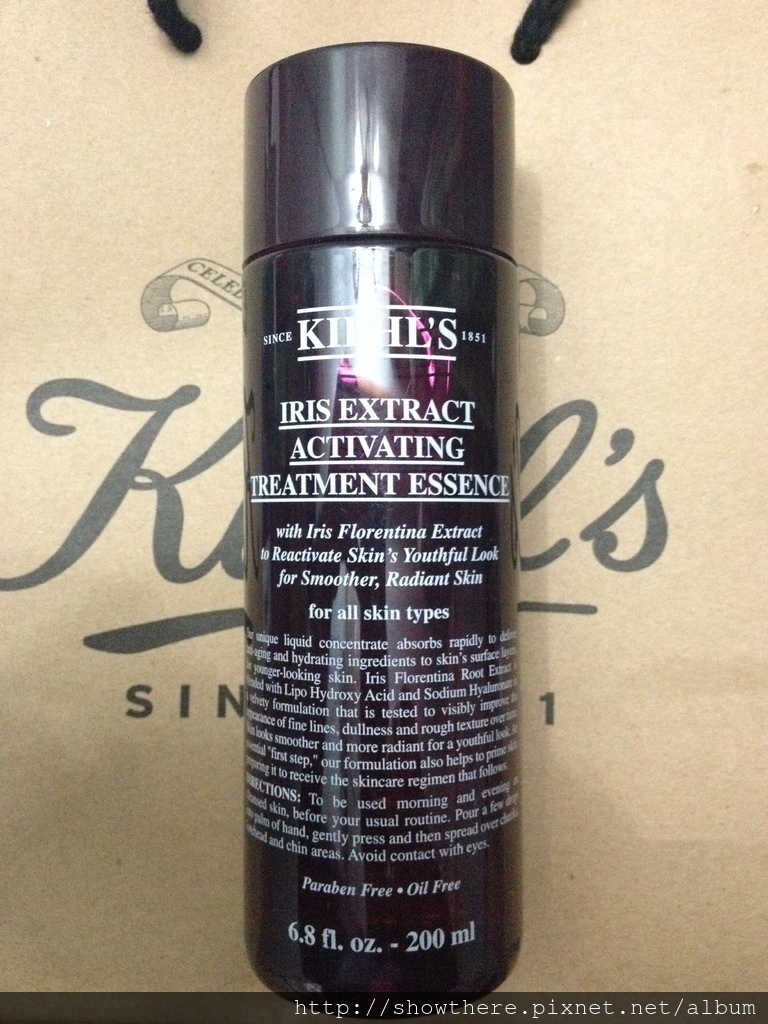 CELEB
SINCE KIEHL'S 1851
IRIS EXTRACT
ACTIVATING
TREATMENT ESSENCE
with Iris Florentina Extract
to Reactivate Skin's Youthful Look
for Smoother, Radiant Skin
for all skin types
unique liquid concentrate absorbs rapidly to
-aging and hydrating ingredients to skin's surface
younger-looking skin. Iris Florentina Root Extract
with Lipo Hydroxy Acid and Sodium
velvety formulation that is tested to visibly improve
appearance of fine lines, dullness and rough texture over
looks smoother and more radiant for a youthful look.
"first step," our formulation also helps to prime
it to receive the skincare regimen that follows.
DIRECTIONS: To be used morning and evening
skin, before your usual routine. Pour a few
palm of hand, gently press and then spread over
and chin areas. Avoid contact with eyes.
Paraben Free • Oil Free
6.8 fl. oz. - 200 ml
K l's
SIN 1
http://showthere.pixnet.net/album